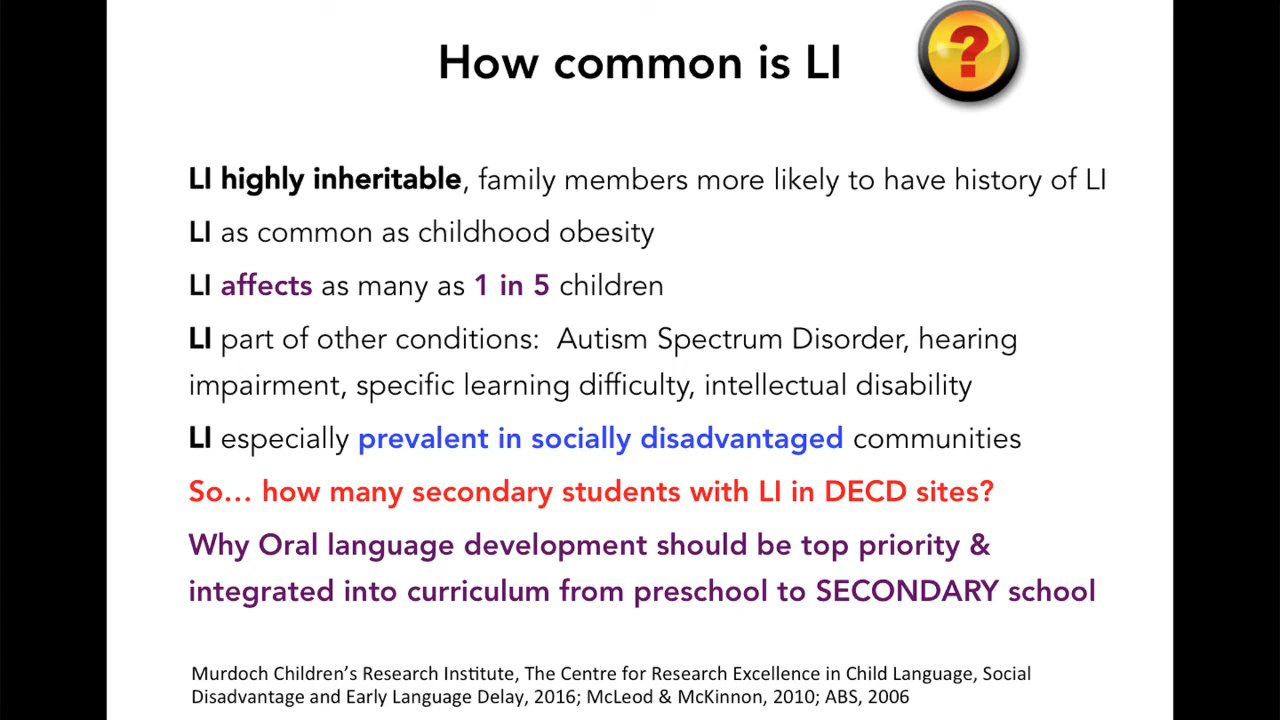 How common is LI
?
LI highly inheritable, family members more likely to have history of LI
LI as common as childhood obesity
LI affects as many as 1 in 5 children
LI part of other conditions:  Autism Spectrum Disorder, hearing
impairment, specific learning difficulty, intellectual disability
LI especially prevalent in socially disadvantaged communities
So… how many secondary students with LI in DECD sites?
Why Oral language development should be top priority &
integrated into curriculum from preschool to SECONDARY school
Murdoch Children’s Research Institute, The Centre for Research Excellence in Child Language, Social
Disadvantage and Early Language Delay, 2016; McLeod & McKinnon, 2010; ABS, 2006